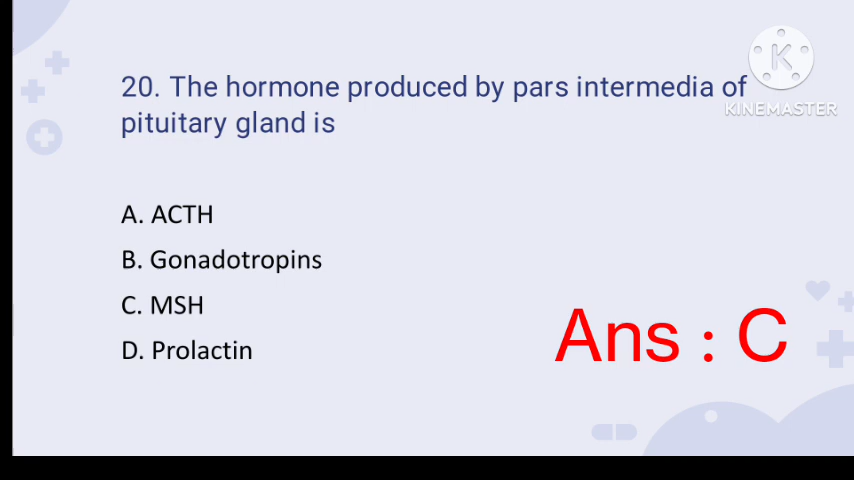 20. The hormone produced by pars intermedia of
pituitary gland is
A. ACTH
B. Gonadotropins
C. MSH
D. Prolactin
Ans : C
K
KINEMASTER